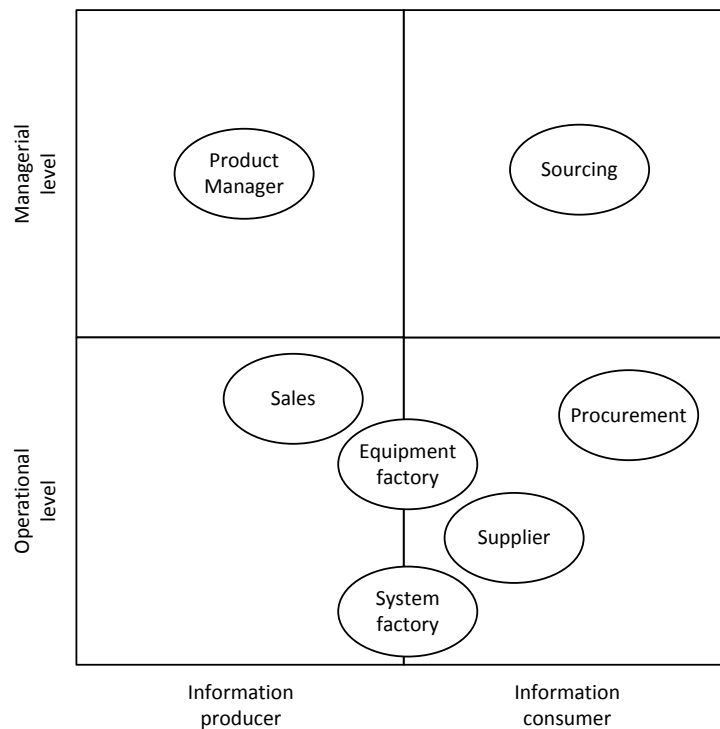 Managerial
level
Product
Manager
Sourcing
Operational
level
Sales
Procurement
Equipment
factory
Supplier
System
factory
Information
producer
Information
consumer